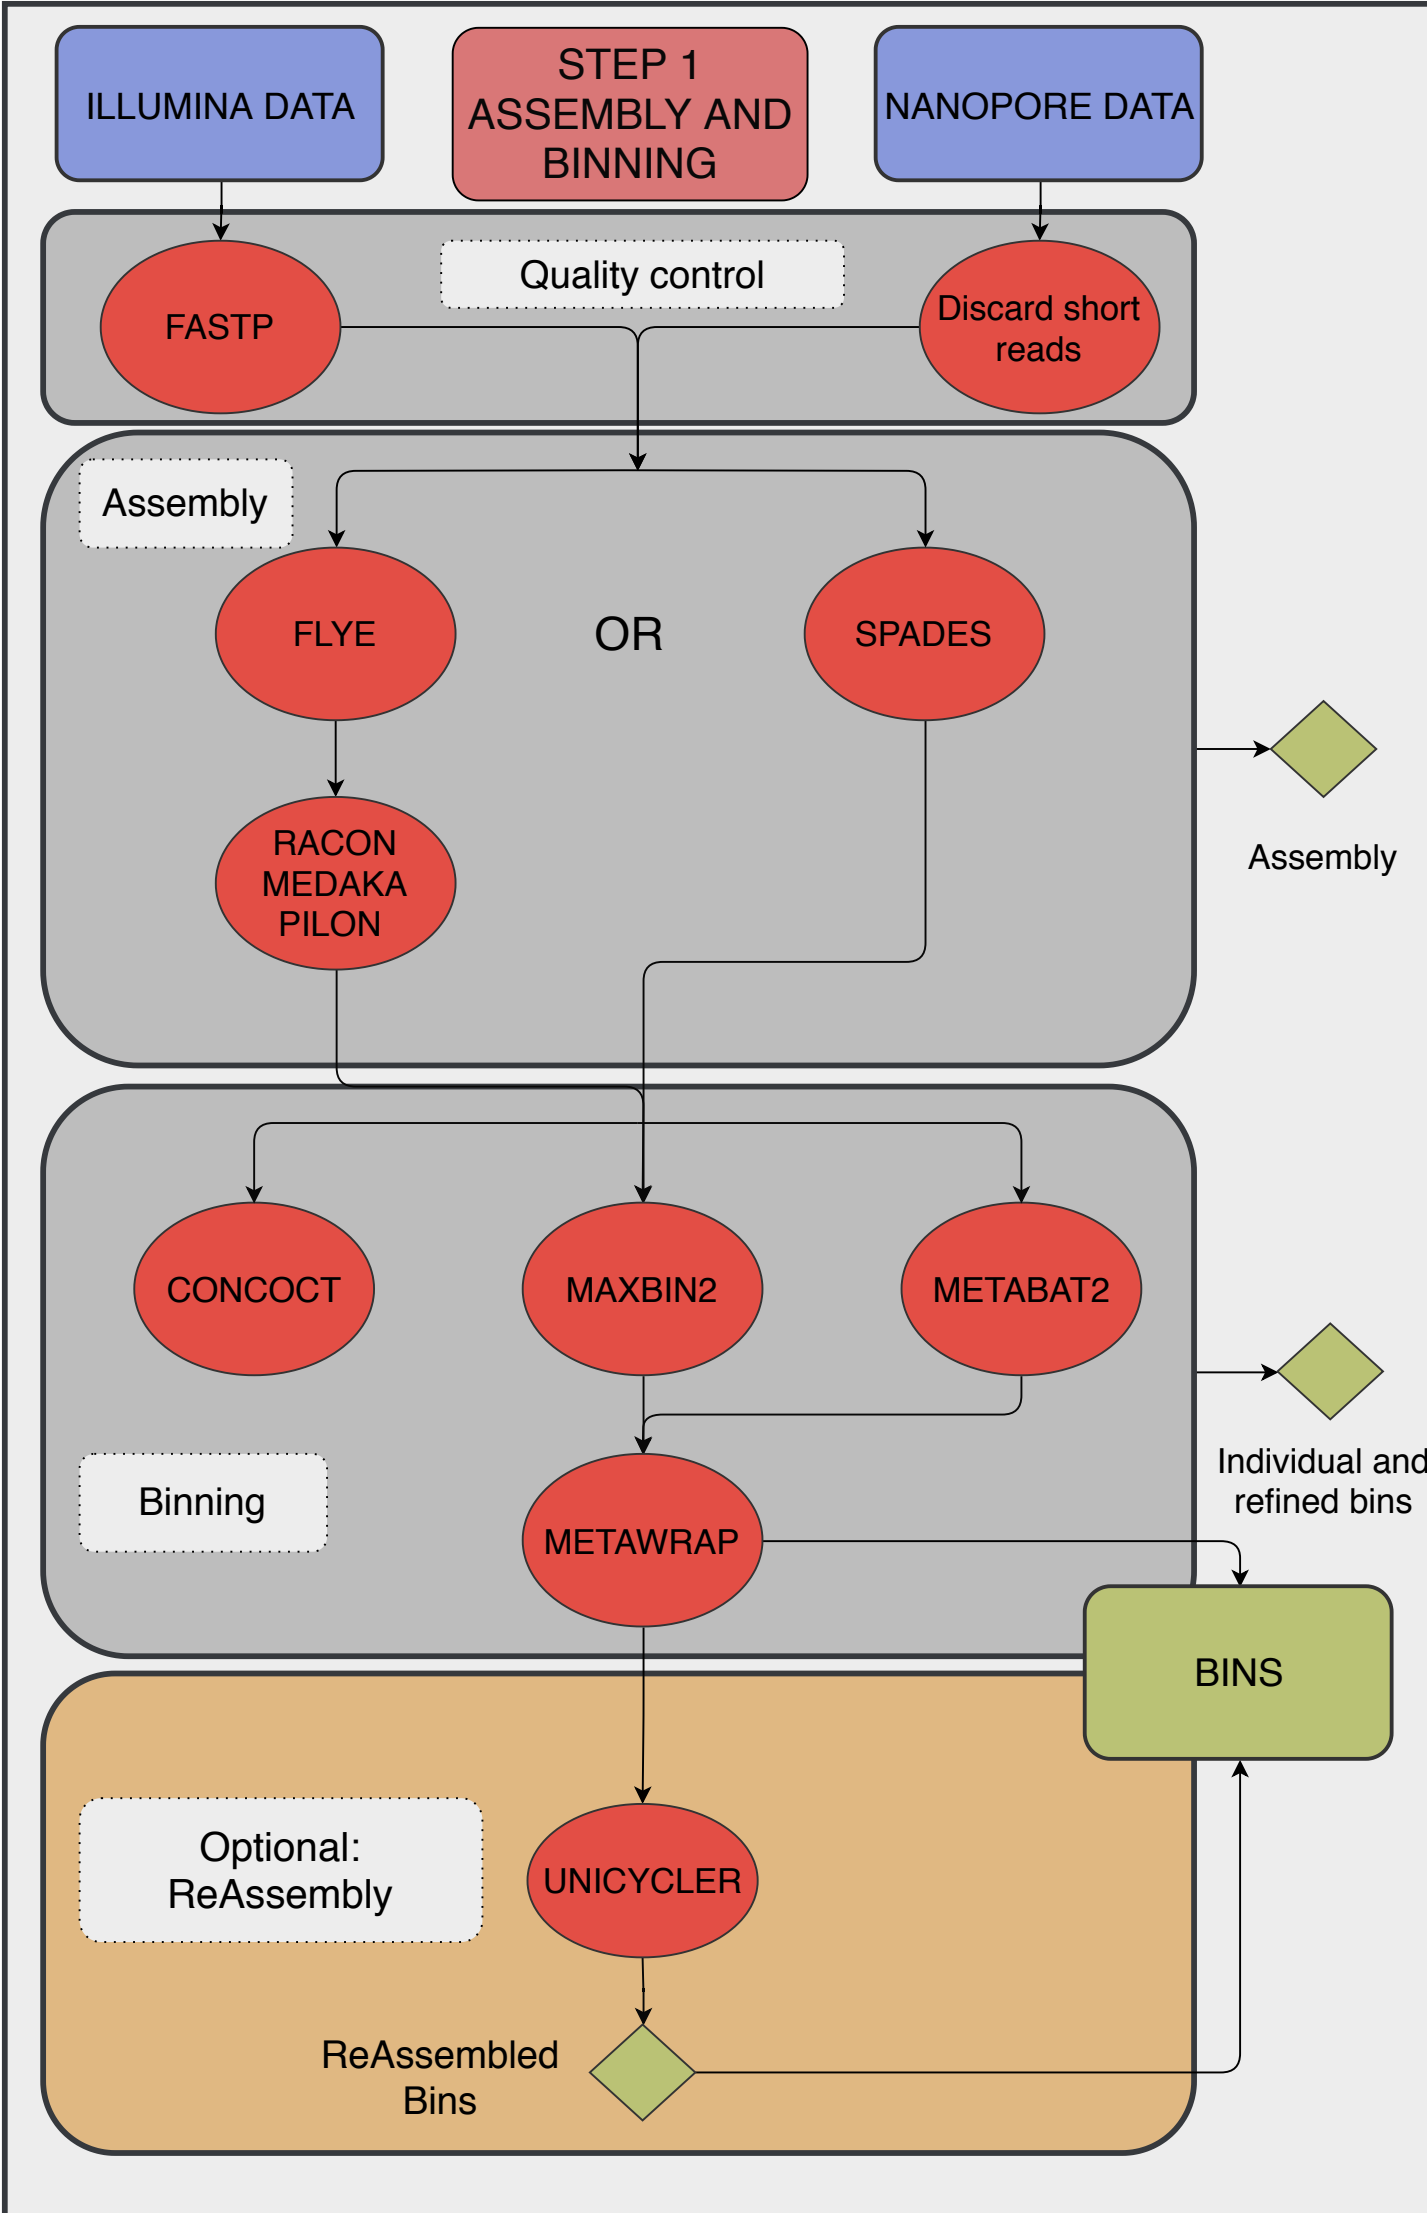 ILLUMINA DATA
STEP 1
ASSEMBLY AND
BINNING
NANOPORE DATA
Quality control
FASTP
Discard short
reads
Assembly
FLYE
OR
SPADES
RACON
MEDAKA
PILON
Assembly
CONCOCT
MAXBIN2
METABAT2
Individual and
refined bins
Binning
METAWRAP
BINS
Optional:
ReAssembly
UNICYCLER
ReAssembled
Bins